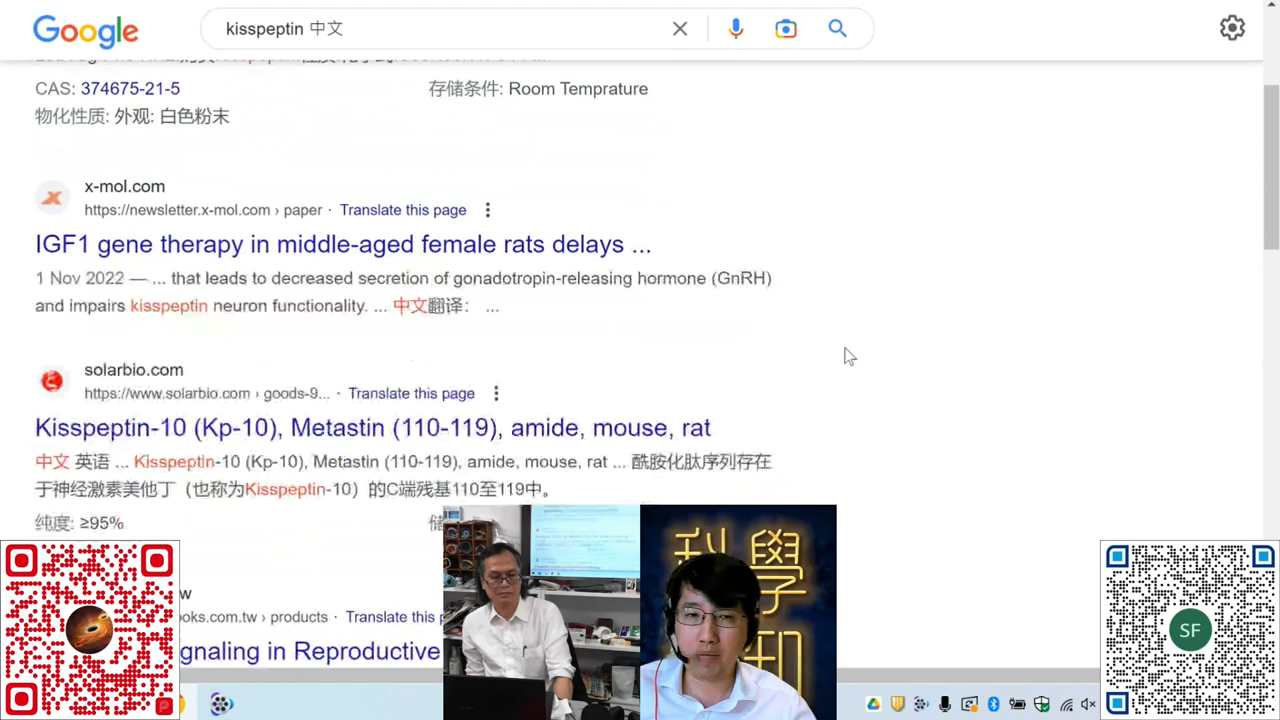 Google
kisspeptin 中文
CAS: 374675-21-5
存储条件: Room Temprature
物化性质: 外观: 白色粉末
x-mol.com
https://newsletter.x-mol.com › paper · Translate this page
IGF1 gene therapy in middle-aged female rats delays ...
1 Nov 2022 — ... that leads to decreased secretion of gonadotropin-releasing hormone (GnRH)
and impairs kisspeptin neuron functionality. ... 中文翻译： ...
solarbio.com
https://www.solarbio.com › goods-9... · Translate this page
Kisspeptin-10 (Kp-10), Metastin (110-119), amide, mouse, rat
中文 英语 ... Kisspeptin-10 (Kp-10), Metastin (110-119), amide, mouse, rat ... 酰胺化肽序列存在
于神经激素美他丁（也称为Kisspeptin-10）的C端残基110至119中。
纯度: ≥95%
储
w
ooks.com.tw › products · Translate this p
gnaling in Reproductive
科學
SF